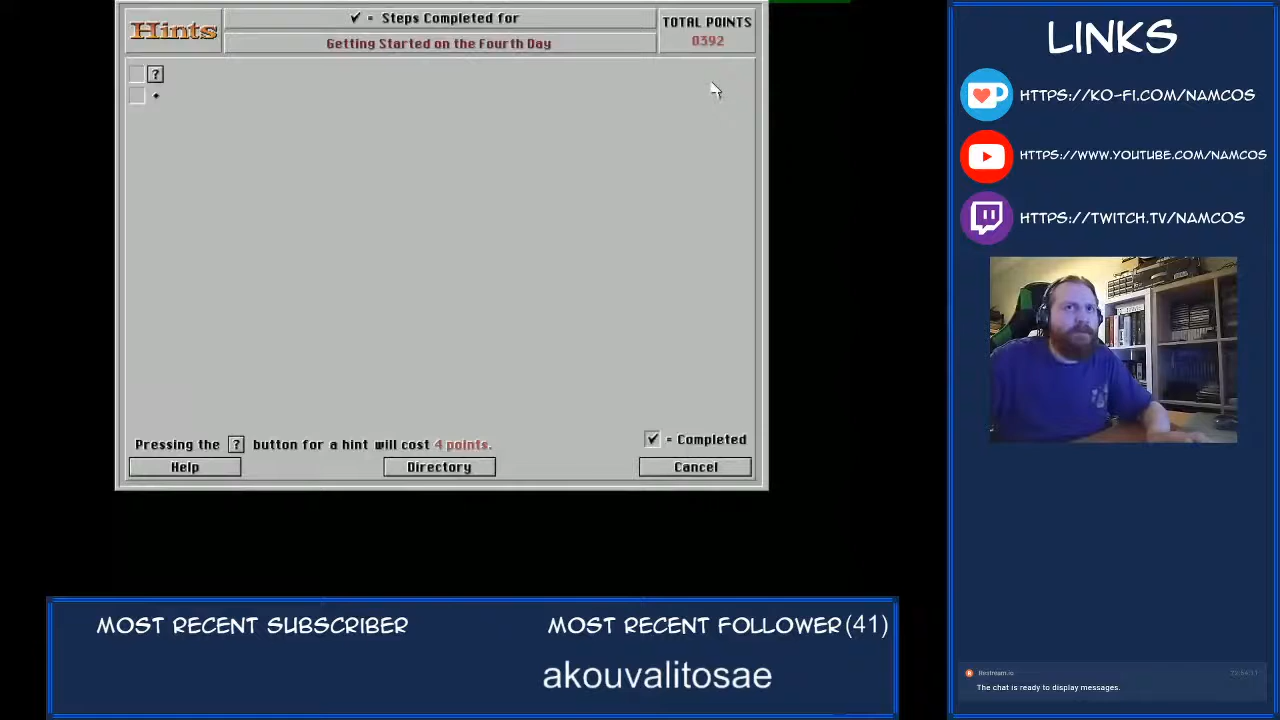 Hints
✓ = Steps Completed for
Getting Started on the Fourth Day
TOTAL POINTS
0392
?
Pressing the ? button for a hint will cost 4 points.
✓ = Completed
Help
Directory
Cancel
LINKS
HTTPS://KO-FI.COM/NAMCOS
HTTPS://WWW.YOUTUBE.COM/NAMCOS
HTTPS://TWITCH.TV/NAMCOS
MOST RECENT SUBSCRIBER
MOST RECENT FOLLOWER (41)
akouvalitosae
Restream.io
The chat is ready to display messages.